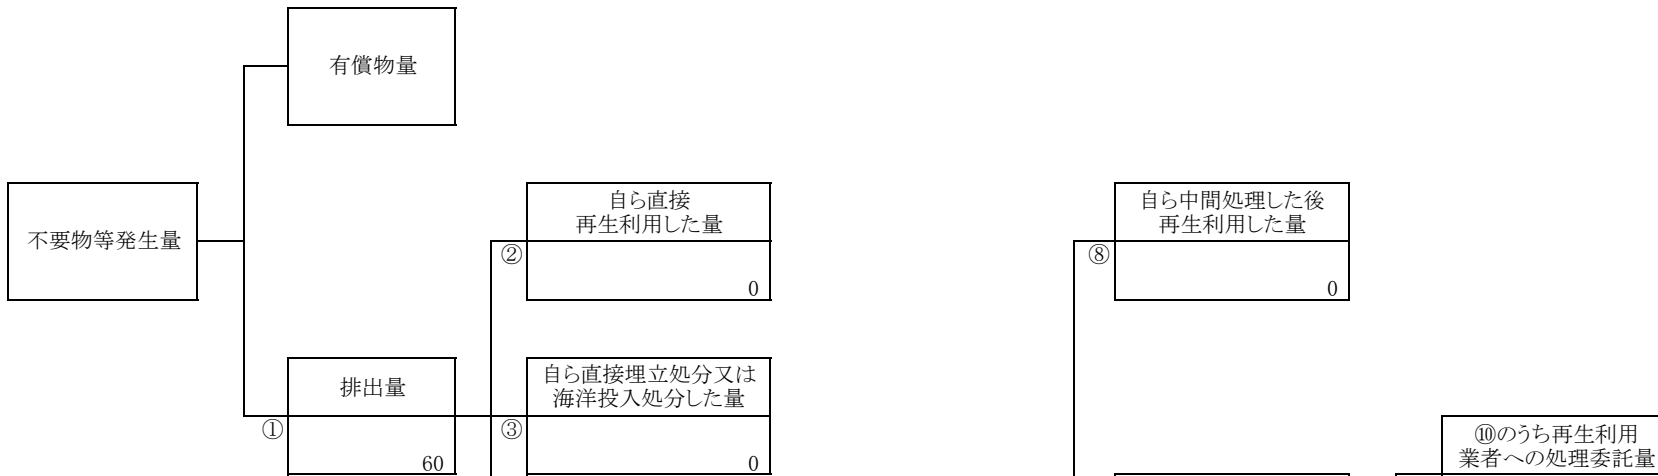 有償物量
不要物等発生量
自ら直接
再生利用した量
②
0
自ら中間処理した後
再生利用した量
⑧
0
排出量
①
60
自ら直接埋立処分又は
海洋投入処分した量
③
0
⑩のうち再生利用
業者への処理委託量